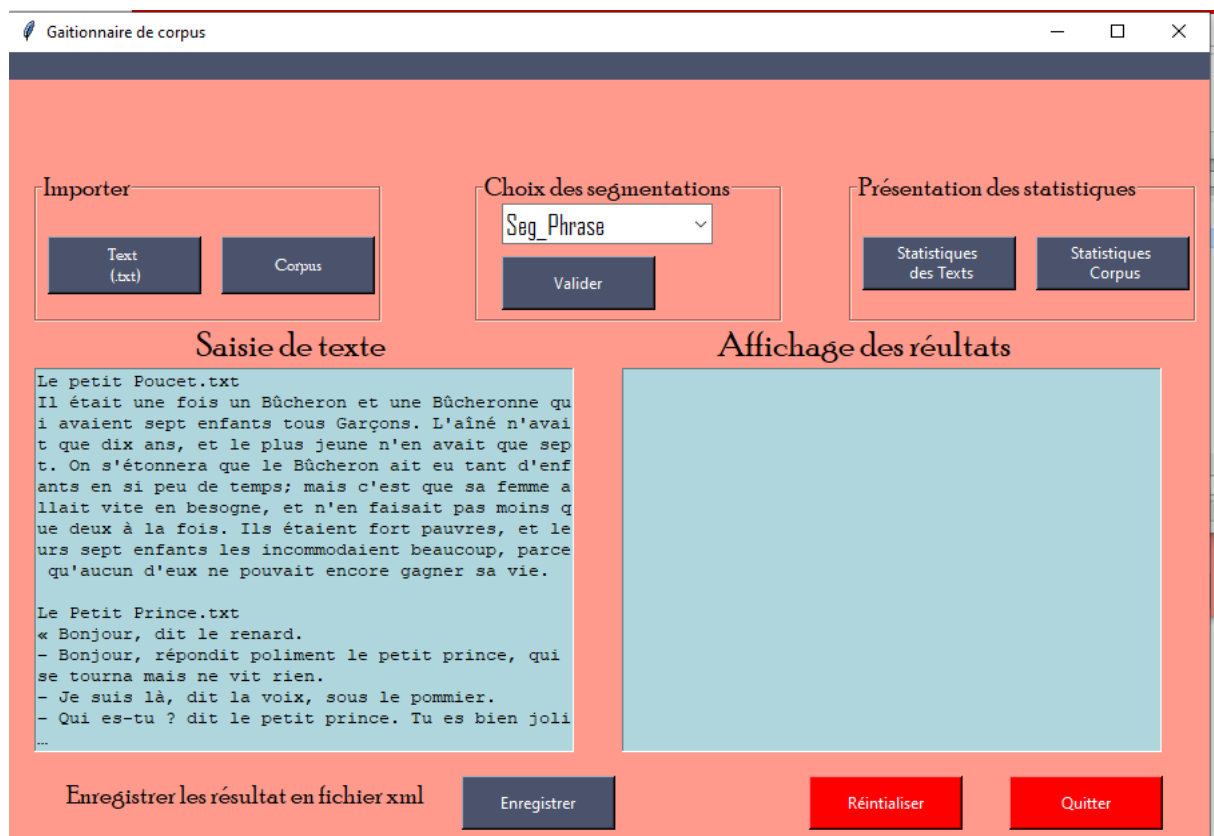 Gaitionnaire de corpus
Importer
Text
(.txt)
Corpus
Choix des segmentations
Seg_Phrase
Valider
Présentation des statistiques
Statistiques
des Texts
Statistiques
Corpus
Saisie de texte
Affichage des réultats
Le petit Poucet.txt
Il était une fois un Bûcheron et une Bûcheronne qu
i avaient sept enfants tous Garçons. L'aîné n'avai
t que dix ans, et le plus jeune n'en avait que sep
t. On s'étonnera que le Bûcheron ait eu tant d'enf
ants en si peu de temps; mais c'est que sa femme a
llait vite en besogne, et n'en faisait pas moins q
ue deux à la fois. Ils étaient fort pauvres, et le
urs sept enfants les incommodaient beaucoup, parce
 qu'aucun d'eux ne pouvait encore gagner sa vie.
Le Petit Prince.txt
« Bonjour, dit le renard.
– Bonjour, répondit poliment le petit prince, qui
se tourna mais ne vit rien.
– Je suis là, dit la voix, sous le pommier.
– Qui es-tu ? dit le petit prince. Tu es bien joli
…
Enregistrer les résultat en fichier xml
Enregistrer
Réintialiser
Quitter